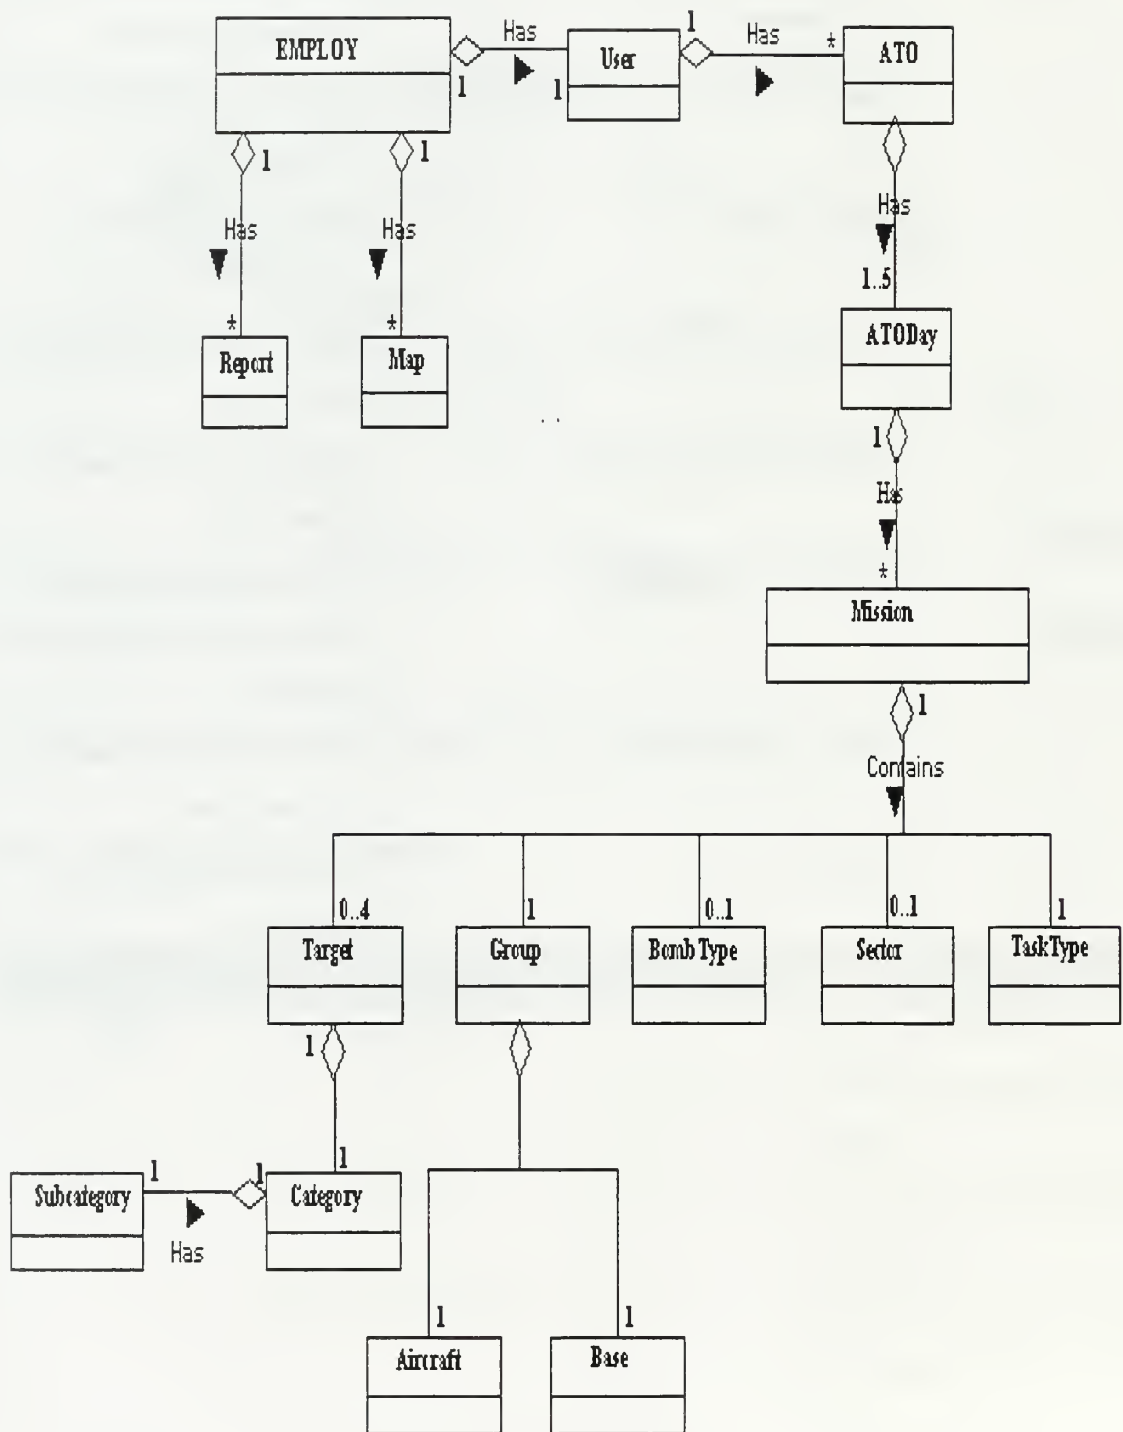 EMPLOY
Has
1
1
User
1
Has
*
ATO
1
1
Has
Has
Has
1..5
*
*
Report
Map
ATODay
1
Has
*
Mission
1
Contains
0..4
1
0..1
0..1
1
Target
Group
Bomb Type
Sector
TaskType
1
1
1
1
Subcategory
Category
Has
1
1
Aircraft
Base